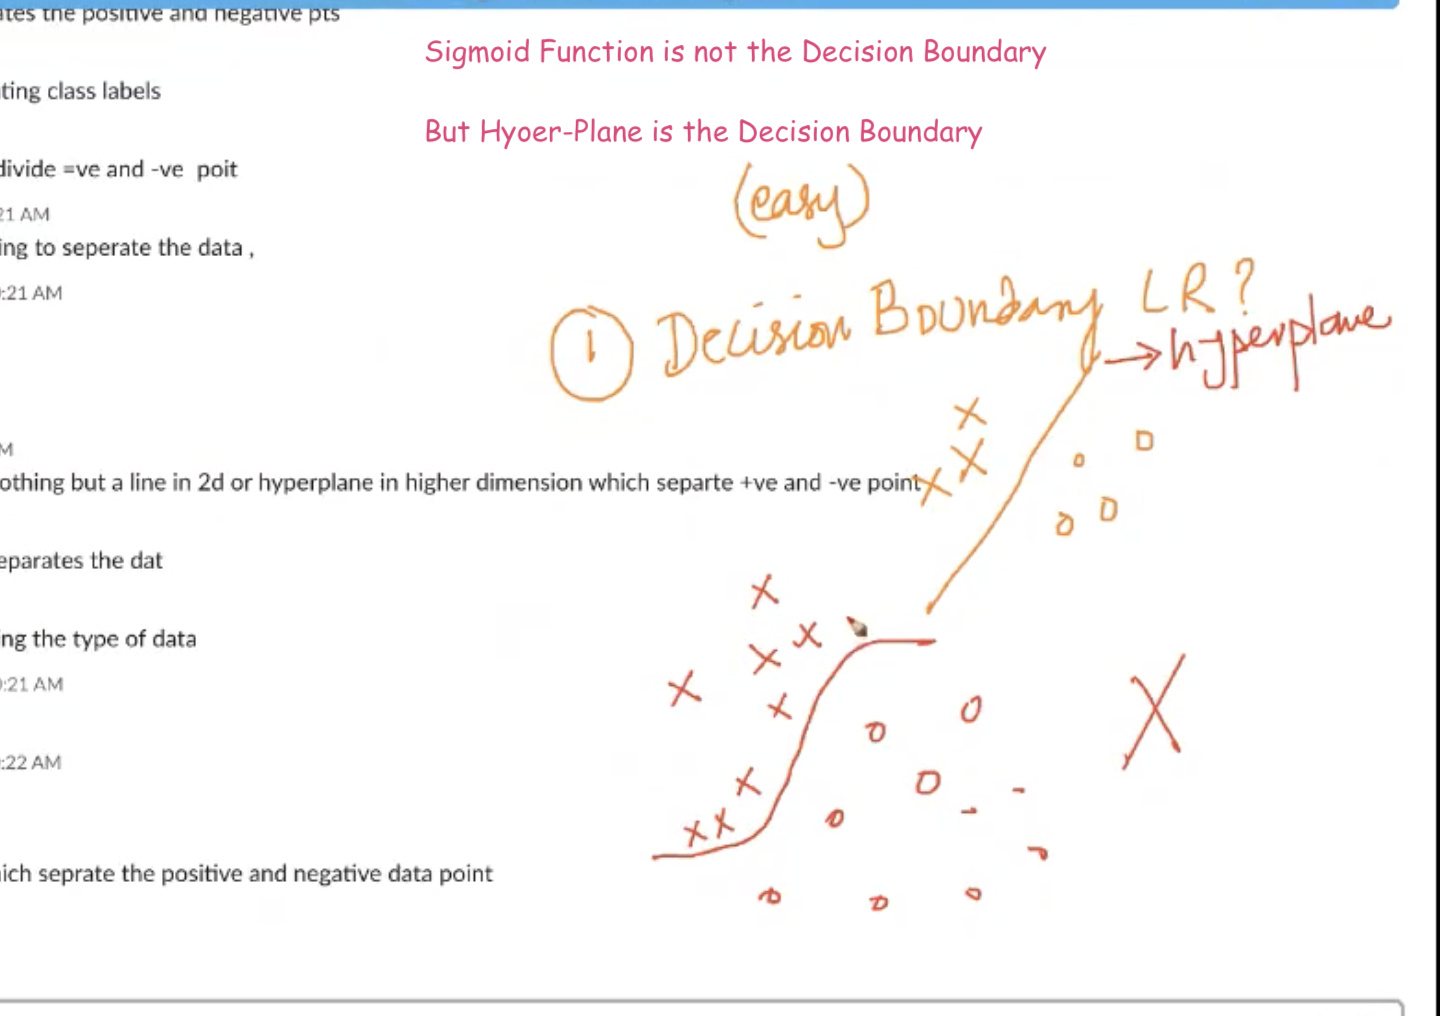 ates the positive and negative pts
Sigmoid Function is not the Decision Boundary
ting class labels
But Hyoer-Plane is the Decision Boundary
divide =ve and -ve poit
(easy)
21 AM
ing to seperate the data ,
:21 AM
1 Decision Boundary LR?
→ hyperplane
M
othing but a line in 2d or hyperplane in higher dimension which separte +ve and -ve point
eparates the dat
ing the type of data
:21 AM
:22 AM
ich seprate the positive and negative data point